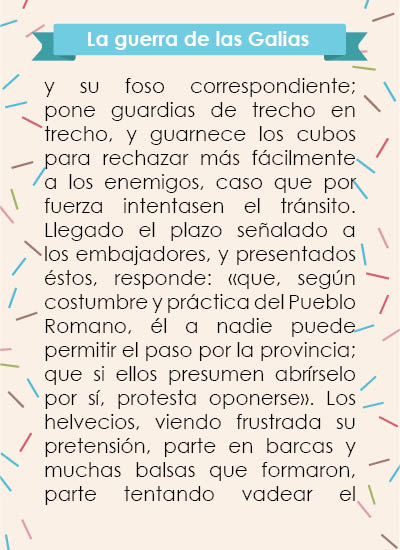 La guerra de las Galias
y su foso correspondiente;
pone guardias de trecho en
trecho, y guarnece los cubos
para rechazar más fácilmente
a los enemigos, caso que por
fuerza intentasen el tránsito.
Llegado el plazo señalado a
los embajadores, y presentados
éstos, responde: «que, según
costumbre y práctica del Pueblo
Romano, él a nadie puede
permitir el paso por la provincia;
que si ellos presumen abrírselo
por sí, protesta oponerse». Los
helvecios, viendo frustrada su
pretensión, parte en barcas y
muchas balsas que formaron,
parte tentando vadear el